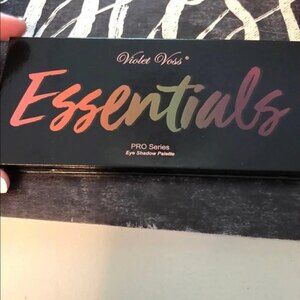 Violet Voss®
Essentials
PRO Series
Eye Shadow Palette